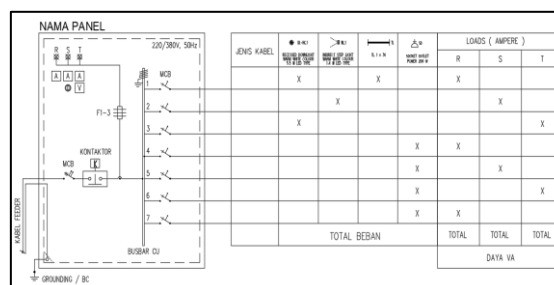 NAMA PANEL
220/380V, 50Hz
R S T
A A A
V
F1-3
KONTAKTOR
K
MCB
MCB
1
2
3
4
5
6
7
BUSBAR CU
KABEL FEEDER
GROUNDING / BC
JENIS KABEL
LOADS ( AMPERE )
R S T
X X X
X X
X X
X X
X X
X X
X X
TOTAL BEBAN
TOTAL TOTAL TOTAL
DAYA VA